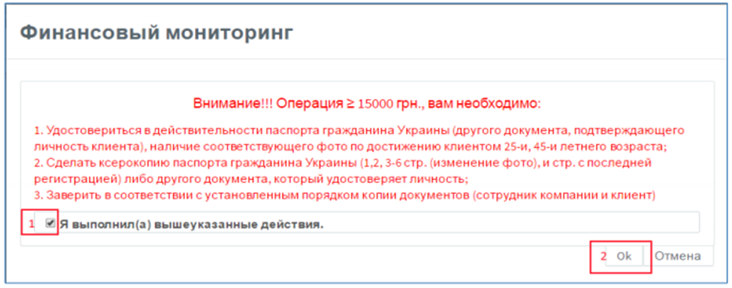 Финансовый мониторинг
Внимание!!! Операция ≥ 15000 грн., вам необходимо:
1. Удостовериться в действительности паспорта гражданина Украины (другого документа, подтверждающего
личность клиента), наличие соответствующего фото по достижению клиентом 25-и, 45-и летнего возраста;
2. Сделать ксерокопию паспорта гражданина Украины (1,2, 3-6 стр. (изменение фото), и стр. с последней
регистрацией) либо другого документа, который удостоверяет личность;
3. Заверить в соответствии с установленным порядком копии документов (сотрудник компании и клиент)
1 Я выполнил(а) вышеуказанные действия.
2 Ok Отмена